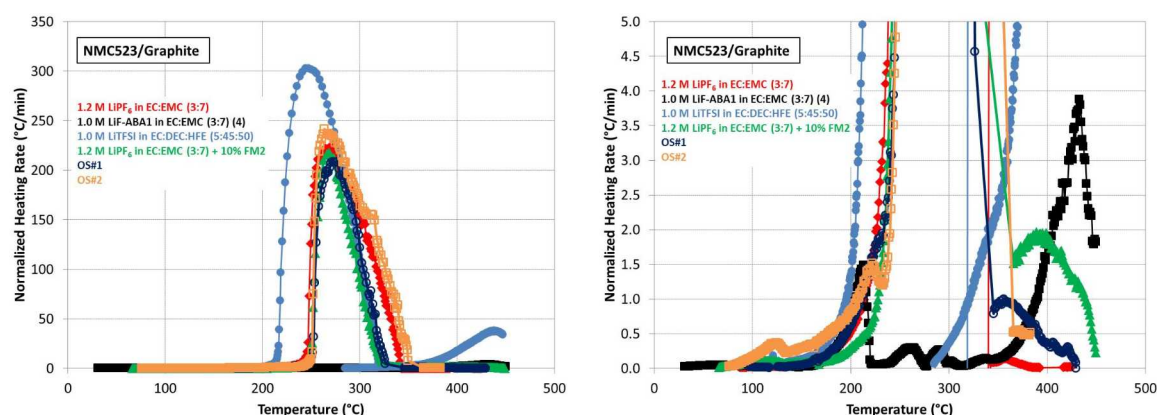 NMC523/Graphite
1.2 M LiPF6 in EC:EMC (3:7)
1.0 M LiF-ABA1 in EC:EMC (3:7) (4)
1.0 M LiTFSI in EC:DEC:HFE (5:45:50)
1.2 M LiPF6 in EC:EMC (3:7) + 10% FM2
OS#1
OS#2
Normalized Heating Rate (°C/min)
350
300
250
200
150
100
50
0
0 100 200 300 400 500
Temperature (°C)
NMC523/Graphite
1.2 M LiPF6 in EC:EMC (3:7)
1.0 M LiF-ABA1 in EC:EMC (3:7) (4)
1.0 M LiTFSI in EC:DEC:HFE (5:45:50)
1.2 M LiPF6 in EC:EMC (3:7) + 10% FM2
OS#1
OS#2
Normalized Heating Rate (°C/min)
5.0
4.5
4.0
3.5
3.0
2.5
2.0
1.5
1.0
0.5
0.0
0 100 200 300 400 500
Temperature (°C)